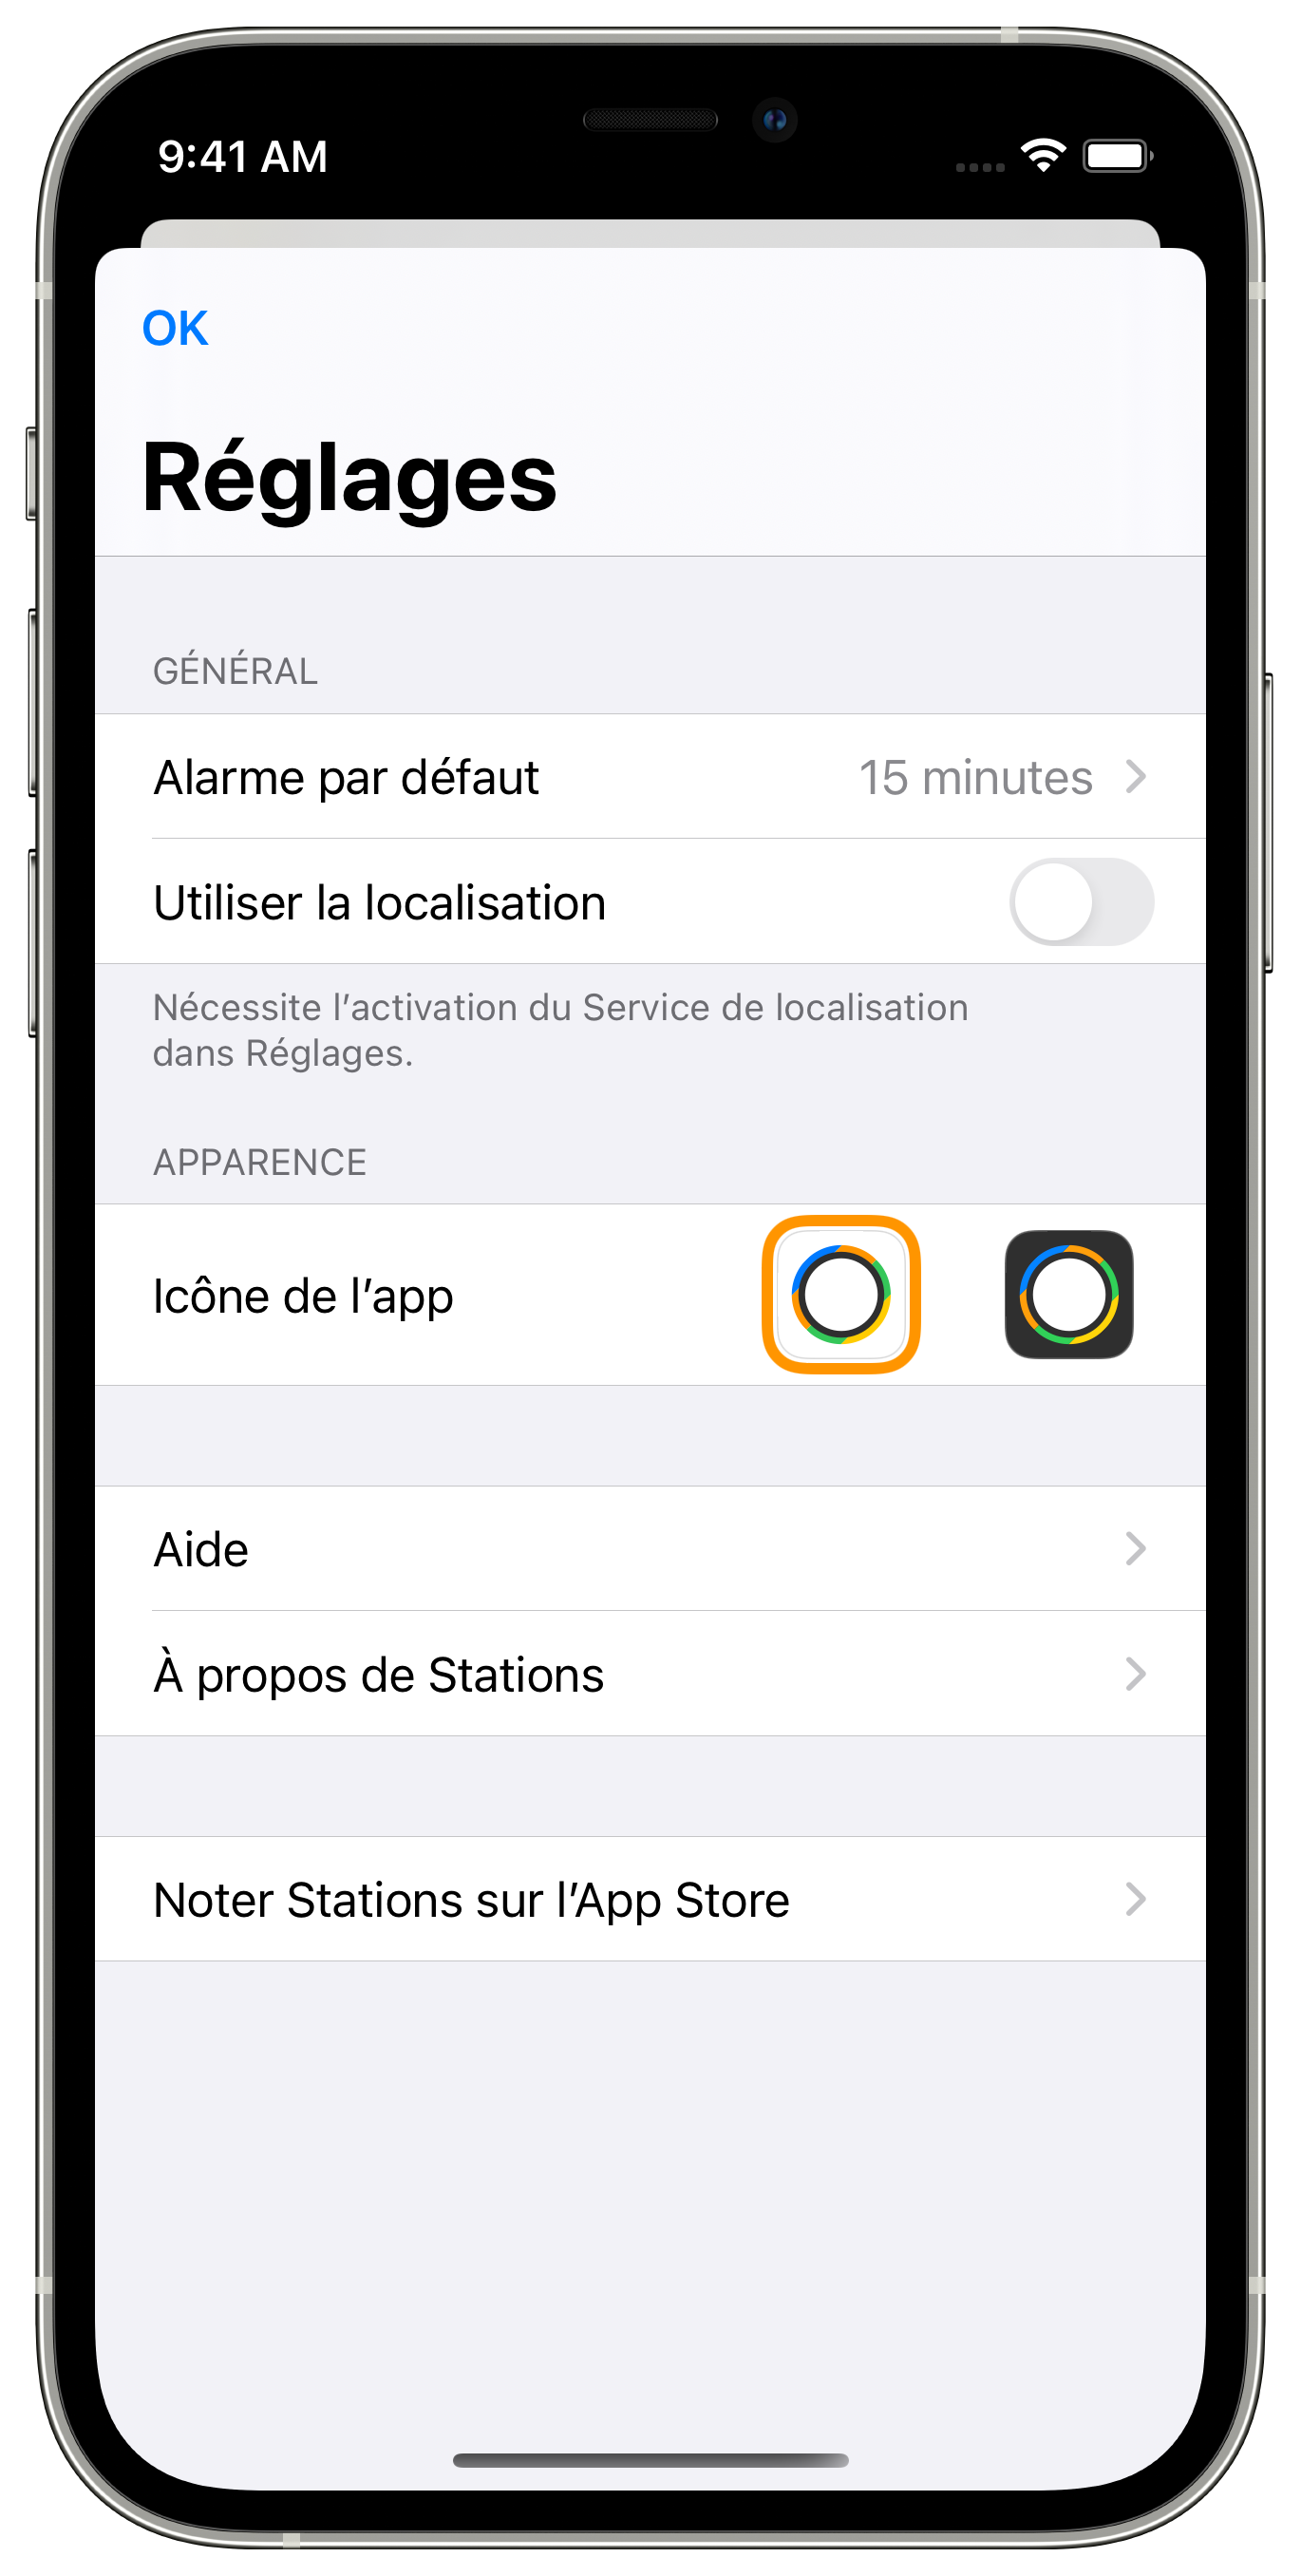 9:41 AM
OK
Réglages
GÉNÉRAL
Alarme par défaut 15 minutes
Utiliser la localisation
Nécessite l’activation du Service de localisation
dans Réglages.
APPARENCE
Icône de l’app
Aide
À propos de Stations
Noter Stations sur l’App Store